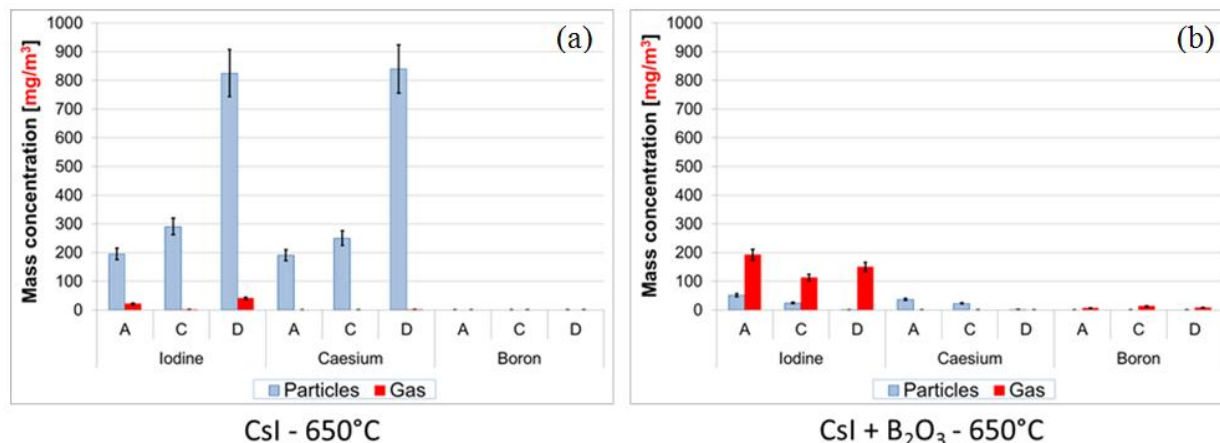 (a)
Mass concentration [mg/m³]
1000
900
800
700
600
500
400
300
200
100
0
A C D A C D A C D
Iodine Caesium Boron
Particles Gas
CsI - 650°C
(b)
Mass concentration [mg/m³]
1000
900
800
700
600
500
400
300
200
100
0
A C D A C D A C D
Iodine Caesium Boron
Particles Gas
CsI + B₂O₃ - 650°C